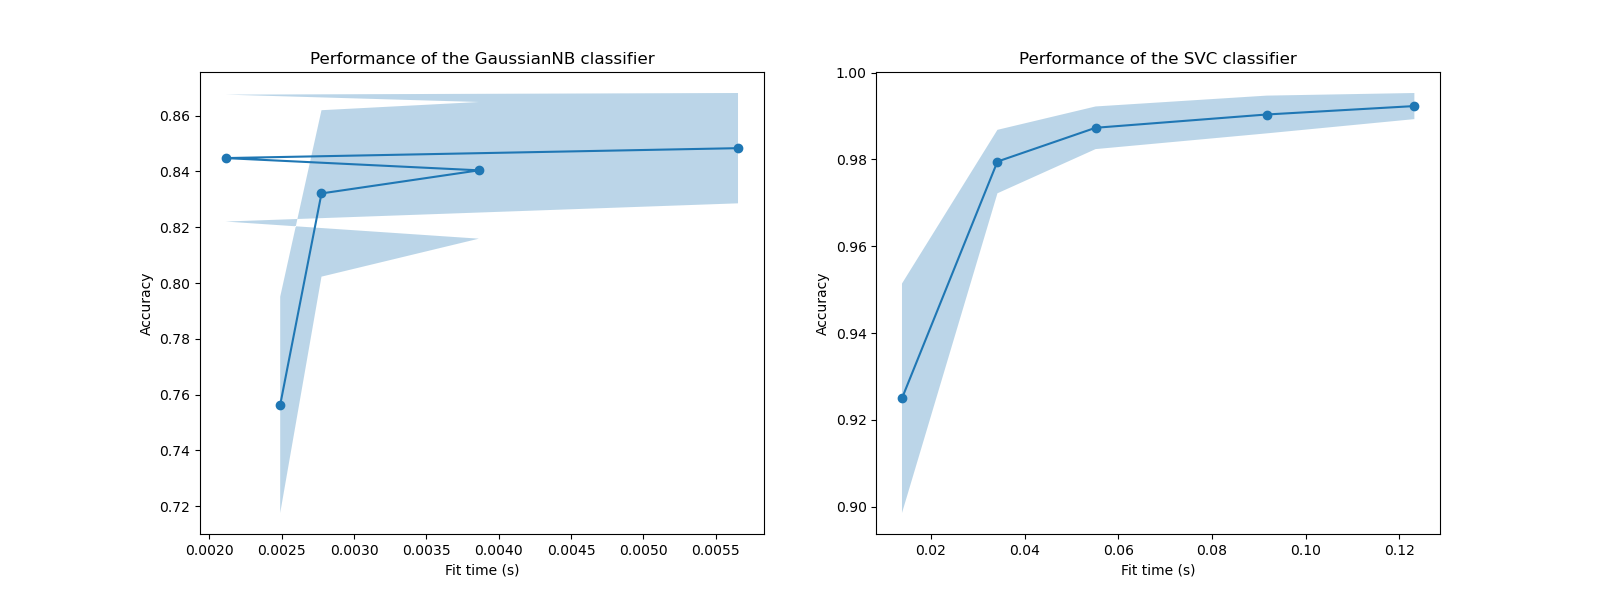 Performance of the GaussianNB classifier
0.86
0.84
0.82
0.80
0.78
0.76
0.74
0.72
Accuracy
0.0020 0.0025 0.0030 0.0035 0.0040 0.0045 0.0050 0.0055
Fit time (s)
Performance of the SVC classifier
1.00
0.98
0.96
0.94
0.92
0.90
Accuracy
0.02 0.04 0.06 0.08 0.10 0.12
Fit time (s)